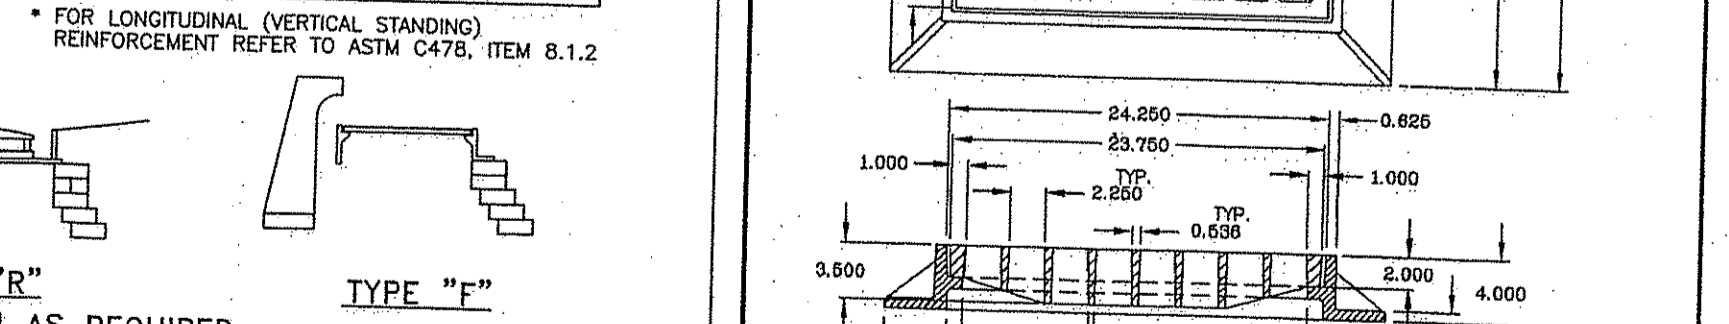 * FOR LONGITUDINAL (VERTICAL STANDING)
REINFORCEMENT REFER TO ASTM C478, ITEM 8.1.2
24.250
0.625
23.750
1.000
TYP.
1.000
2.250
TYP.
0.536
3.500
2.000
4.000
"R"
TYPE "F"
AS REQUIRED